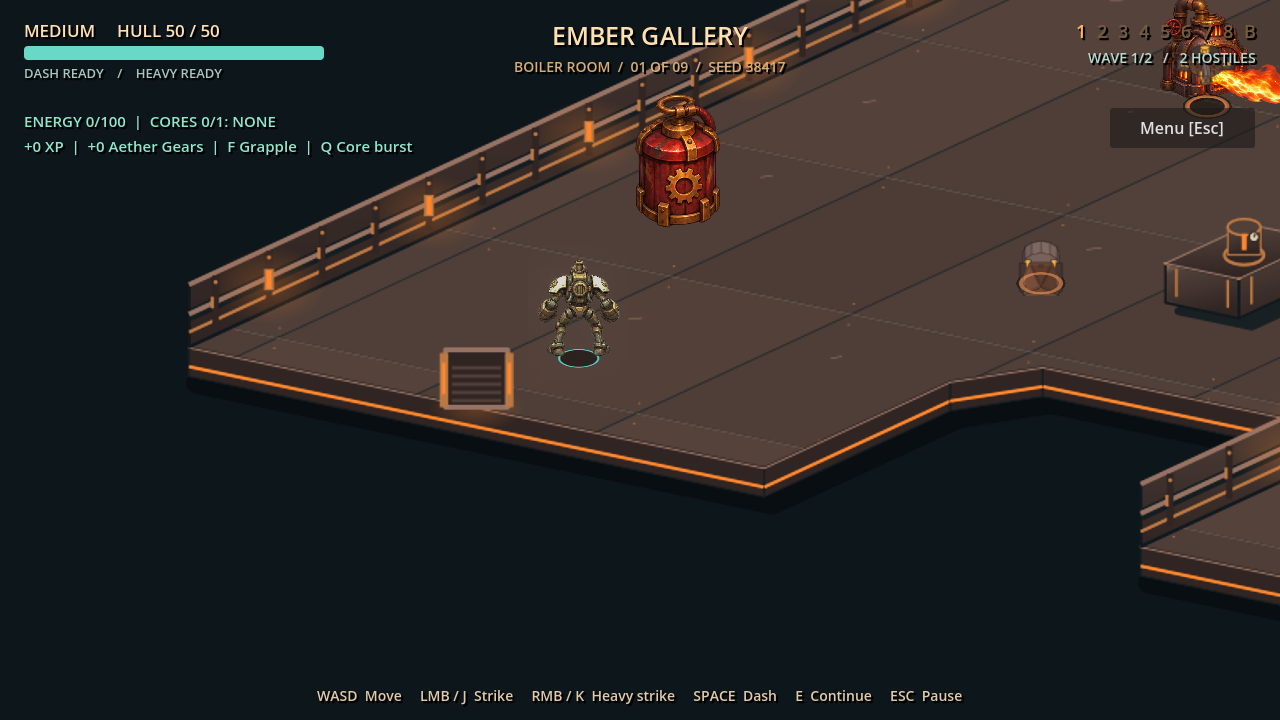 MEDIUM HULL 50 / 50
DASH READY / HEAVY READY
ENERGY 0/100 | CORES 0/1: NONE
+0 XP | +0 Aether Gears | F Grapple | Q Core burst
EMBER GALLERY
BOILER ROOM / 01 OF 09 / SEED 38417
1 2 3 4 5 6 7 8 B
WAVE 1/2 / 2 HOSTILES
Menu [Esc]
WASD Move LMB / J Strike RMB / K Heavy strike SPACE Dash E Continue ESC Pause